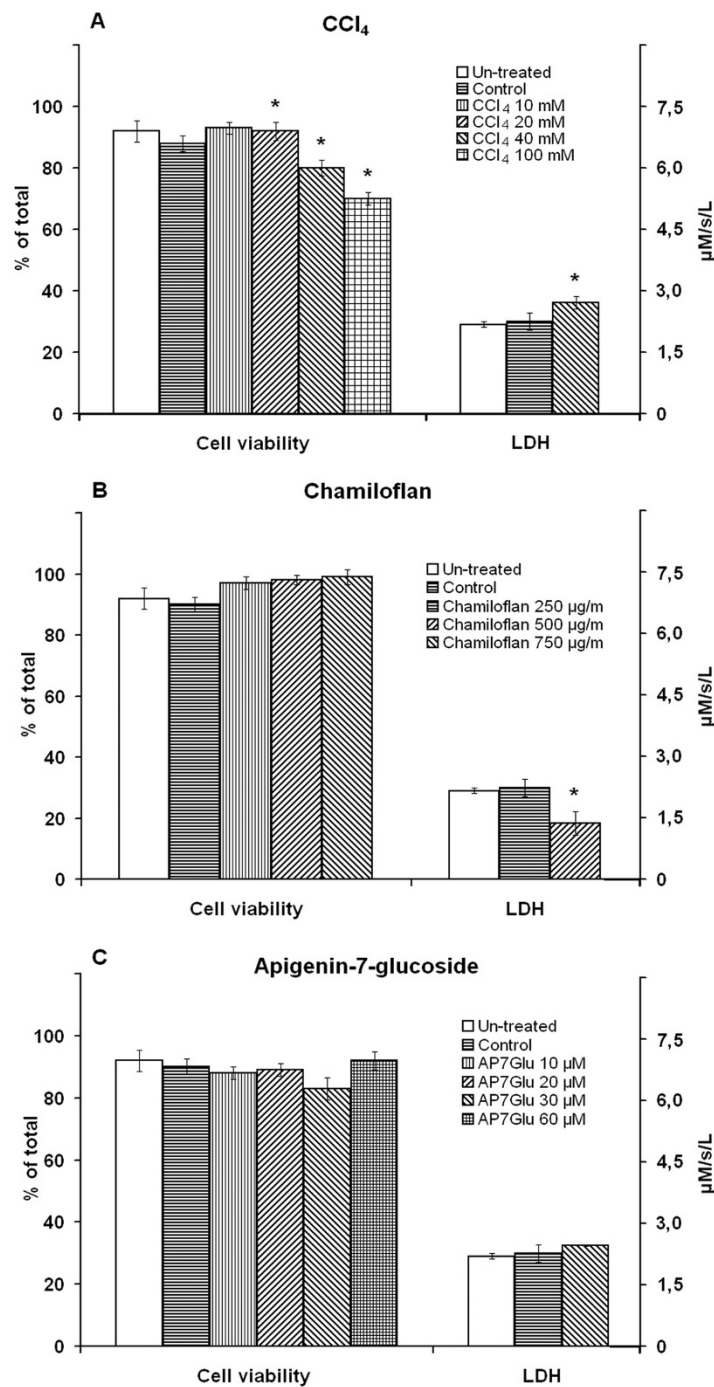 A
CCl4
Un-treated
Control
CCl4 10 mM
CCl4 20 mM
CCl4 40 mM
CCl4 100 mM
% of total
100
80
60
40
20
0
* * *
*
7,5
6,0
4,5
3,0
1,5
0
µM/s/L
Cell viability
LDH
B
Chamiloflan
Un-treated
Control
Chamiloflan 250 µg/m
Chamiloflan 500 µg/m
Chamiloflan 750 µg/m
% of total
100
80
60
40
20
0
*
7,5
6,0
4,5
3,0
1,5
0
µM/s/L
Cell viability
LDH
C
Apigenin-7-glucoside
Un-treated
Control
AP7Glu 10 µM
AP7Glu 20 µM
AP7Glu 30 µM
AP7Glu 60 µM
% of total
100
80
60
40
20
0
7,5
6,0
4,5
3,0
1,5
0
µM/s/L
Cell viability
LDH